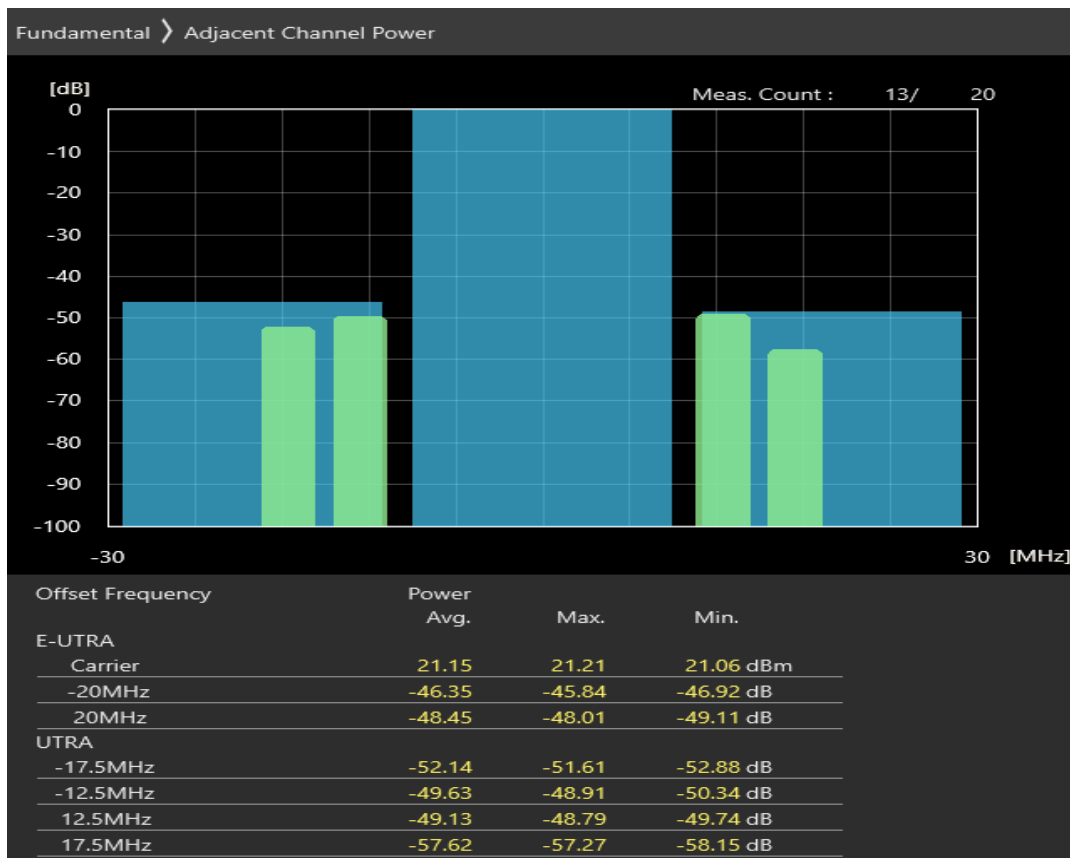 Fundamental 〉 Adjacent Channel Power
[dB]
Meas. Count : 13/ 20
0
-10
-20
-30
-40
-50
-60
-70
-80
-90
-100
-30 30 [MHz]
Offset Frequency Power
Avg. Max. Min.
E-UTRA
Carrier 21.15 21.21 21.06 dBm
-20MHz -46.35 -45.84 -46.92 dB
20MHz -48.45 -48.01 -49.11 dB
UTRA
-17.5MHz -52.14 -51.61 -52.88 dB
-12.5MHz -49.63 -48.91 -50.34 dB
12.5MHz -49.13 -48.79 -49.74 dB
17.5MHz -57.62 -57.27 -58.15 dB